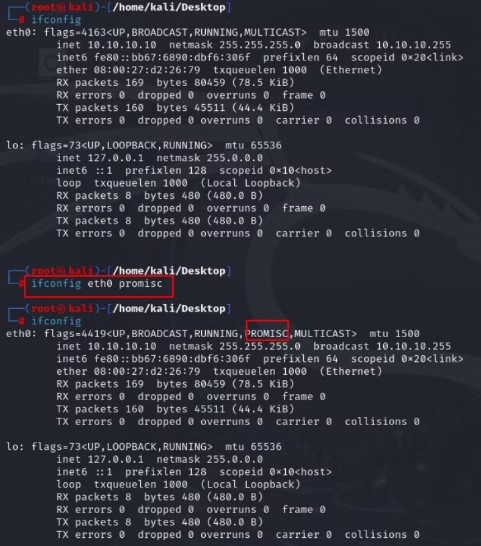 (root㉿kali)-[/home/kali/Desktop]
# ifconfig
eth0: flags=4163<UP,BROADCAST,RUNNING,MULTICAST>  mtu 1500
inet 10.10.10.10  netmask 255.255.255.0  broadcast 10.10.10.255
inet6 fe80::bb67:6890:dbf6:306f  prefixlen 64  scopeid 0x20<link>
ether 08:00:27:d2:26:79  txqueuelen 1000  (Ethernet)
RX packets 169  bytes 80459 (78.5 KiB)
RX errors 0  dropped 0  overruns 0  frame 0
TX packets 160  bytes 45511 (44.4 KiB)
TX errors 0  dropped 0 overruns 0  carrier 0  collisions 0
lo: flags=73<UP,LOOPBACK,RUNNING>  mtu 65536
inet 127.0.0.1  netmask 255.0.0.0
inet6 ::1  prefixlen 128  scopeid 0x10<host>
loop  txqueuelen 1000  (Local Loopback)
RX packets 8  bytes 480 (480.0 B)
RX errors 0  dropped 0  overruns 0  frame 0
TX packets 8  bytes 480 (480.0 B)
TX errors 0  dropped 0 overruns 0  carrier 0  collisions 0
(root㉿kali)-[/home/kali/Desktop]
# ifconfig eth0 promisc
(root㉿kali)-[/home/kali/Desktop]
# ifconfig
eth0: flags=4419<UP,BROADCAST,RUNNING,PROMISC,MULTICAST>  mtu 1500
inet 10.10.10.10  netmask 255.255.255.0  broadcast 10.10.10.255
inet6 fe80::bb67:6890:dbf6:306f  prefixlen 64  scopeid 0x20<link>
ether 08:00:27:d2:26:79  txqueuelen 1000  (Ethernet)
RX packets 169  bytes 80459 (78.5 KiB)
RX errors 0  dropped 0  overruns 0  frame 0
TX packets 160  bytes 45511 (44.4 KiB)
TX errors 0  dropped 0 overruns 0  carrier 0  collisions 0
lo: flags=73<UP,LOOPBACK,RUNNING>  mtu 65536
inet 127.0.0.1  netmask 255.0.0.0
inet6 ::1  prefixlen 128  scopeid 0x10<host>
loop  txqueuelen 1000  (Local Loopback)
RX packets 8  bytes 480 (480.0 B)
RX errors 0  dropped 0  overruns 0  frame 0
TX packets 8  bytes 480 (480.0 B)
TX errors 0  dropped 0 overruns 0  carrier 0  collisions 0